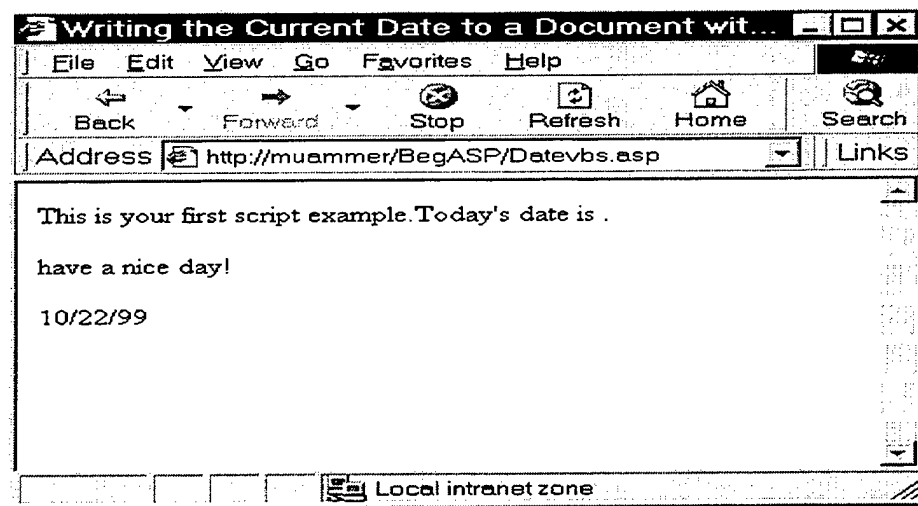 Writing the Current Date to a Document wit...
File Edit View Go Favorites Help
Back Forward Stop Refresh Home Search
Address http://muammer/BegASP/Datevbs.asp Links
This is your first script example.Today's date is .
have a nice day!
10/22/99
Local intranet zone